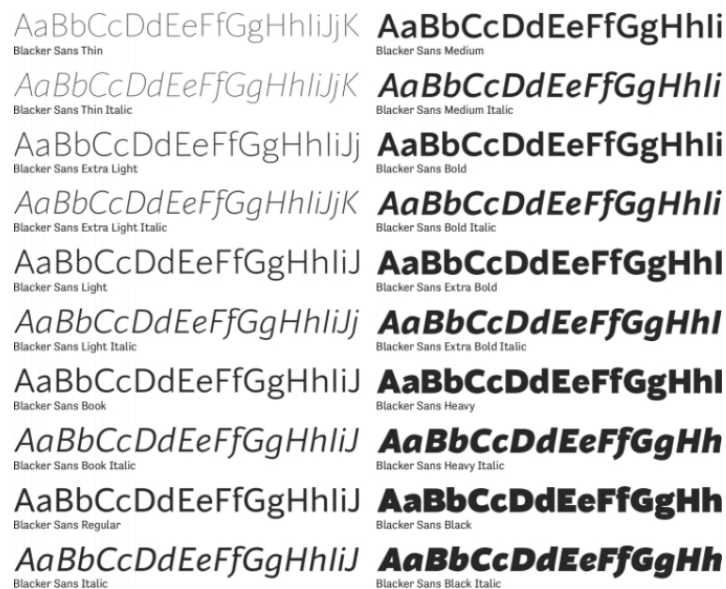 AaBbCcDdEeFfGgHhIiJjK
Blacker Sans Thin
AaBbCcDdEeFfGgHhIiJjK
Blacker Sans Thin Italic
AaBbCcDdEeFfGgHhIiJj
Blacker Sans Extra Light
AaBbCcDdEeFfGgHhIiJjK
Blacker Sans Extra Light Italic
AaBbCcDdEeFfGgHhIiJ
Blacker Sans Light
AaBbCcDdEeFfGgHhIiJj
Blacker Sans Light Italic
AaBbCcDdEeFfGgHhIiJ
Blacker Sans Book
AaBbCcDdEeFfGgHhIiJ
Blacker Sans Book Italic
AaBbCcDdEeFfGgHhIiJ
Blacker Sans Regular
AaBbCcDdEeFfGgHhIiJ
Blacker Sans Italic
AaBbCcDdEeFfGgHhIi
Blacker Sans Medium
AaBbCcDdEeFfGgHhIi
Blacker Sans Medium Italic
AaBbCcDdEeFfGgHhIi
Blacker Sans Bold
AaBbCcDdEeFfGgHhIi
Blacker Sans Bold Italic
AaBbCcDdEeFfGgHhI
Blacker Sans Extra Bold
AaBbCcDdEeFfGgHhI
Blacker Sans Extra Bold Italic
AaBbCcDdEeFfGgHhI
Blacker Sans Heavy
AaBbCcDdEeFfGgHh
Blacker Sans Heavy Italic
AaBbCcDdEeFfGgHh
Blacker Sans Black
AaBbCcDdEeFfGgHh
Blacker Sans Black Italic